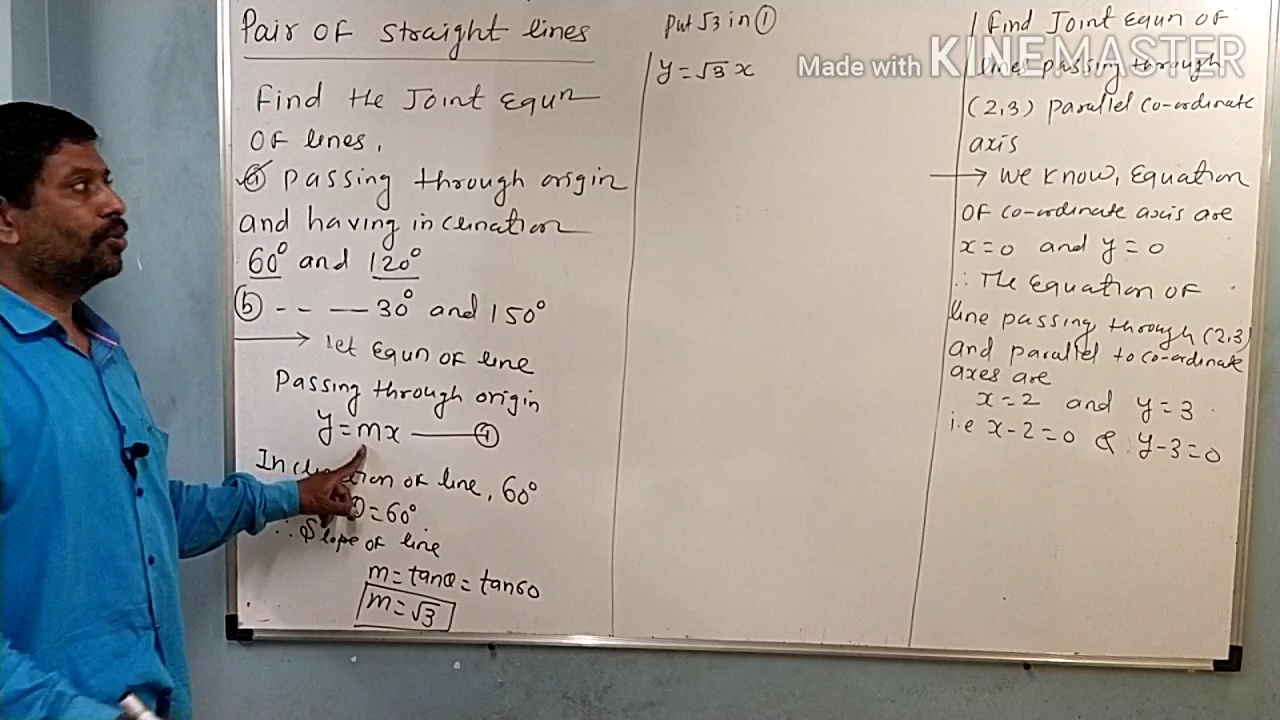 Pair of straight lines
Find the Joint Equn
of lines,
ⓐ passing through origin
and having inclination
60° and 120°
ⓑ - - — 30° and 150°
→ Let Equn of line
Passing through origin
y=mx —— ①
Inclination of line, 60°
θ=60°
∴ Slope of line
m=tanθ=tan60
m=√3
Put √3 in ①
y=√3x
Made with KINEMASTER
Find Joint Equn of
lines passing through
(2,3) parallel co-ordinate
axis
→ we know, Equation
of co-ordinate axis are
x=0 and y=0
∴ The Equation of
line passing through (2,3)
and parallel to co-ordinate
axes are
x=2 and y=3
i.e x-2=0 & y-3=0